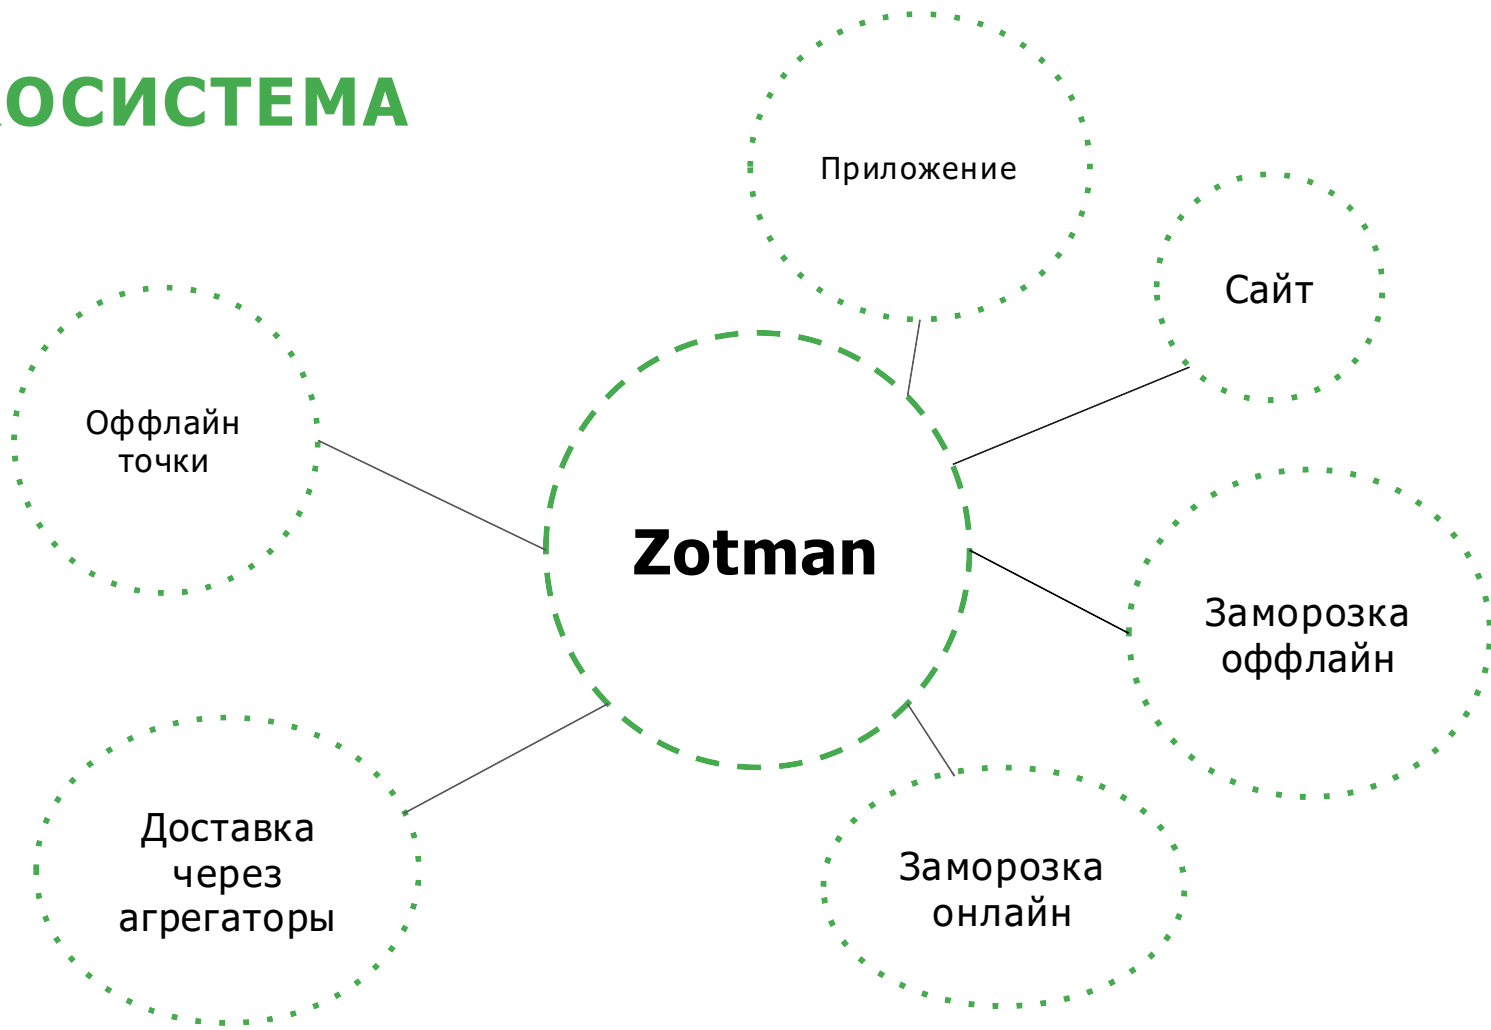 ОСИСТЕМА
Приложение
Сайт
Оффлайн
точки
Zotman
Заморозка
оффлайн
Доставка
через
агрегаторы
Заморозка
онлайн